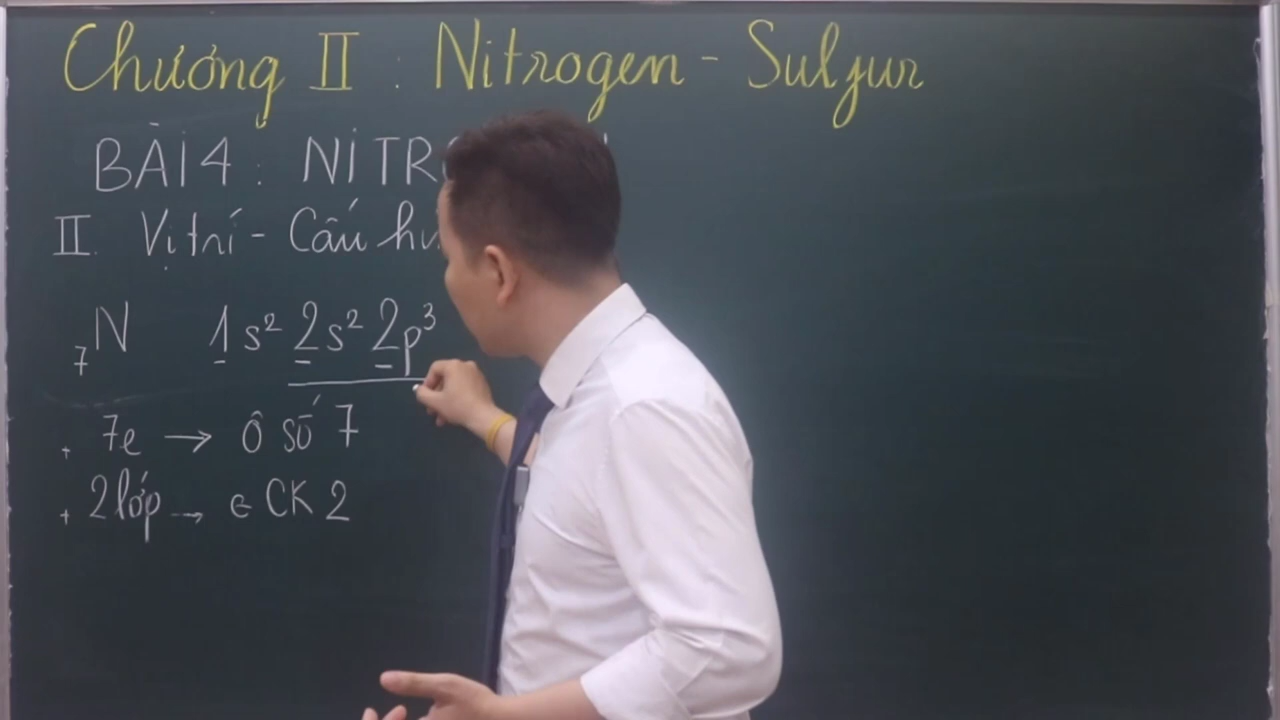 Chương II : Nitrogen - Sulfur
BÀI 4 :
II. Vị trí - Cấu
₇N 1s² 2s² 2p³
+ 7e → Ô số 7
+ 2 lớp → ∈ CK 2